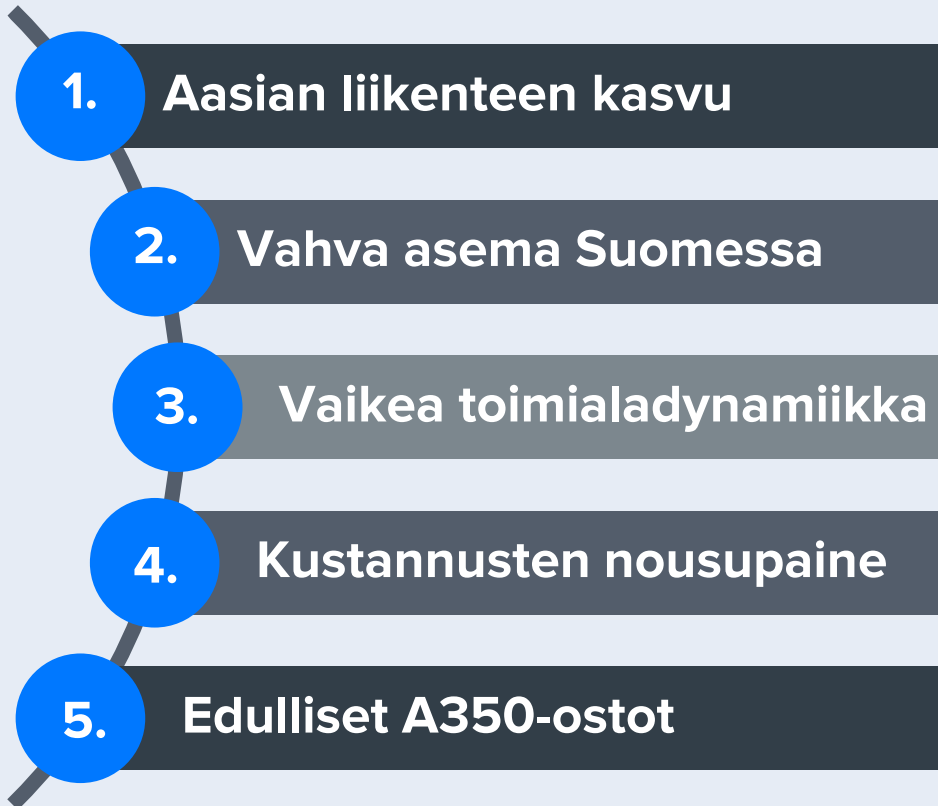 1. Aasian liikenteen kasvu
2. Vahva asema Suomessa
3. Vaikea toimialadynamiikka
4. Kustannusten nousupaine
5. Edulliset A350-ostot